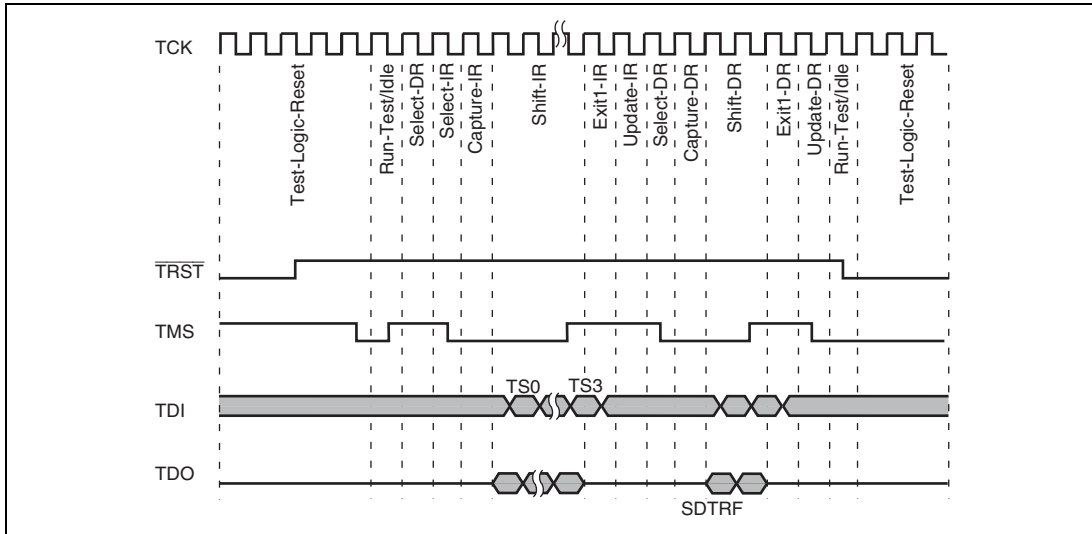 TCK
Test-Logic-Reset
Run-Test/Idle
Select-DR
Select-IR
Capture-IR
Shift-IR
Exit1-IR
Update-IR
Select-DR
Capture-DR
Shift-DR
Exit1-DR
Update-DR
Run-Test/Idle
Test-Logic-Reset
TRST
TMS
TS0 TS3
TDI
TDO
SDTRF